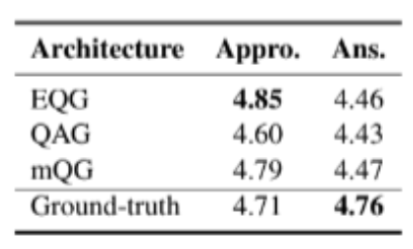 Architecture Appro. Ans.
EQG 4.85 4.46
QAG 4.60 4.43
mQG 4.79 4.47
Ground-truth 4.71 4.76